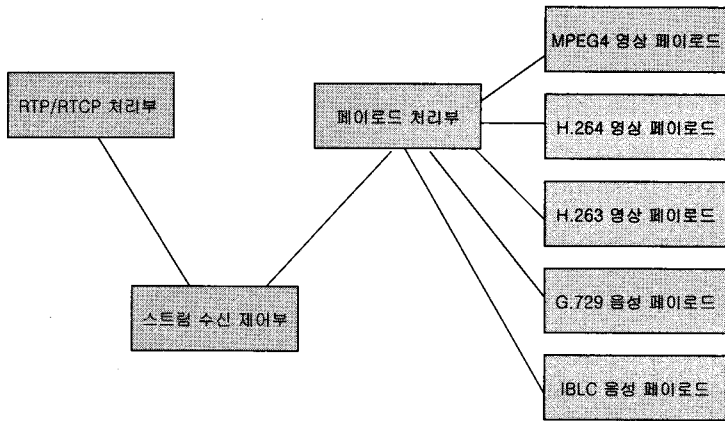 MPEG4 영상 페이로드
RTP/RTCP 처리부
페이로드 처리부
H.264 영상 페이로드
H.263 영상 페이로드
스트림 수신 제어부
G.729 음성 페이로드
IBLC 음성 페이로드